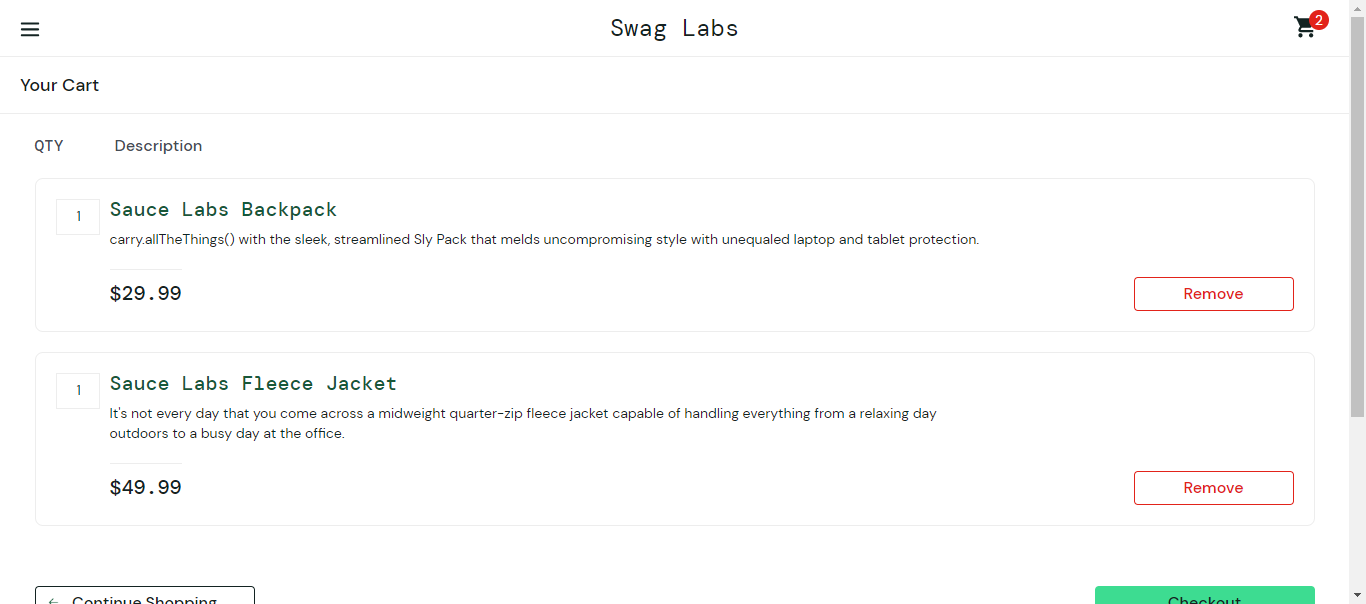 Swag Labs
2
Your Cart
QTY Description
1
Sauce Labs Backpack
carry.allTheThings() with the sleek, streamlined Sly Pack that melds uncompromising style with unequaled laptop and tablet protection.
$29.99
Remove
1
Sauce Labs Fleece Jacket
It's not every day that you come across a midweight quarter-zip fleece jacket capable of handling everything from a relaxing day
outdoors to a busy day at the office.
$49.99
Remove
Continue Shopping
Checkout